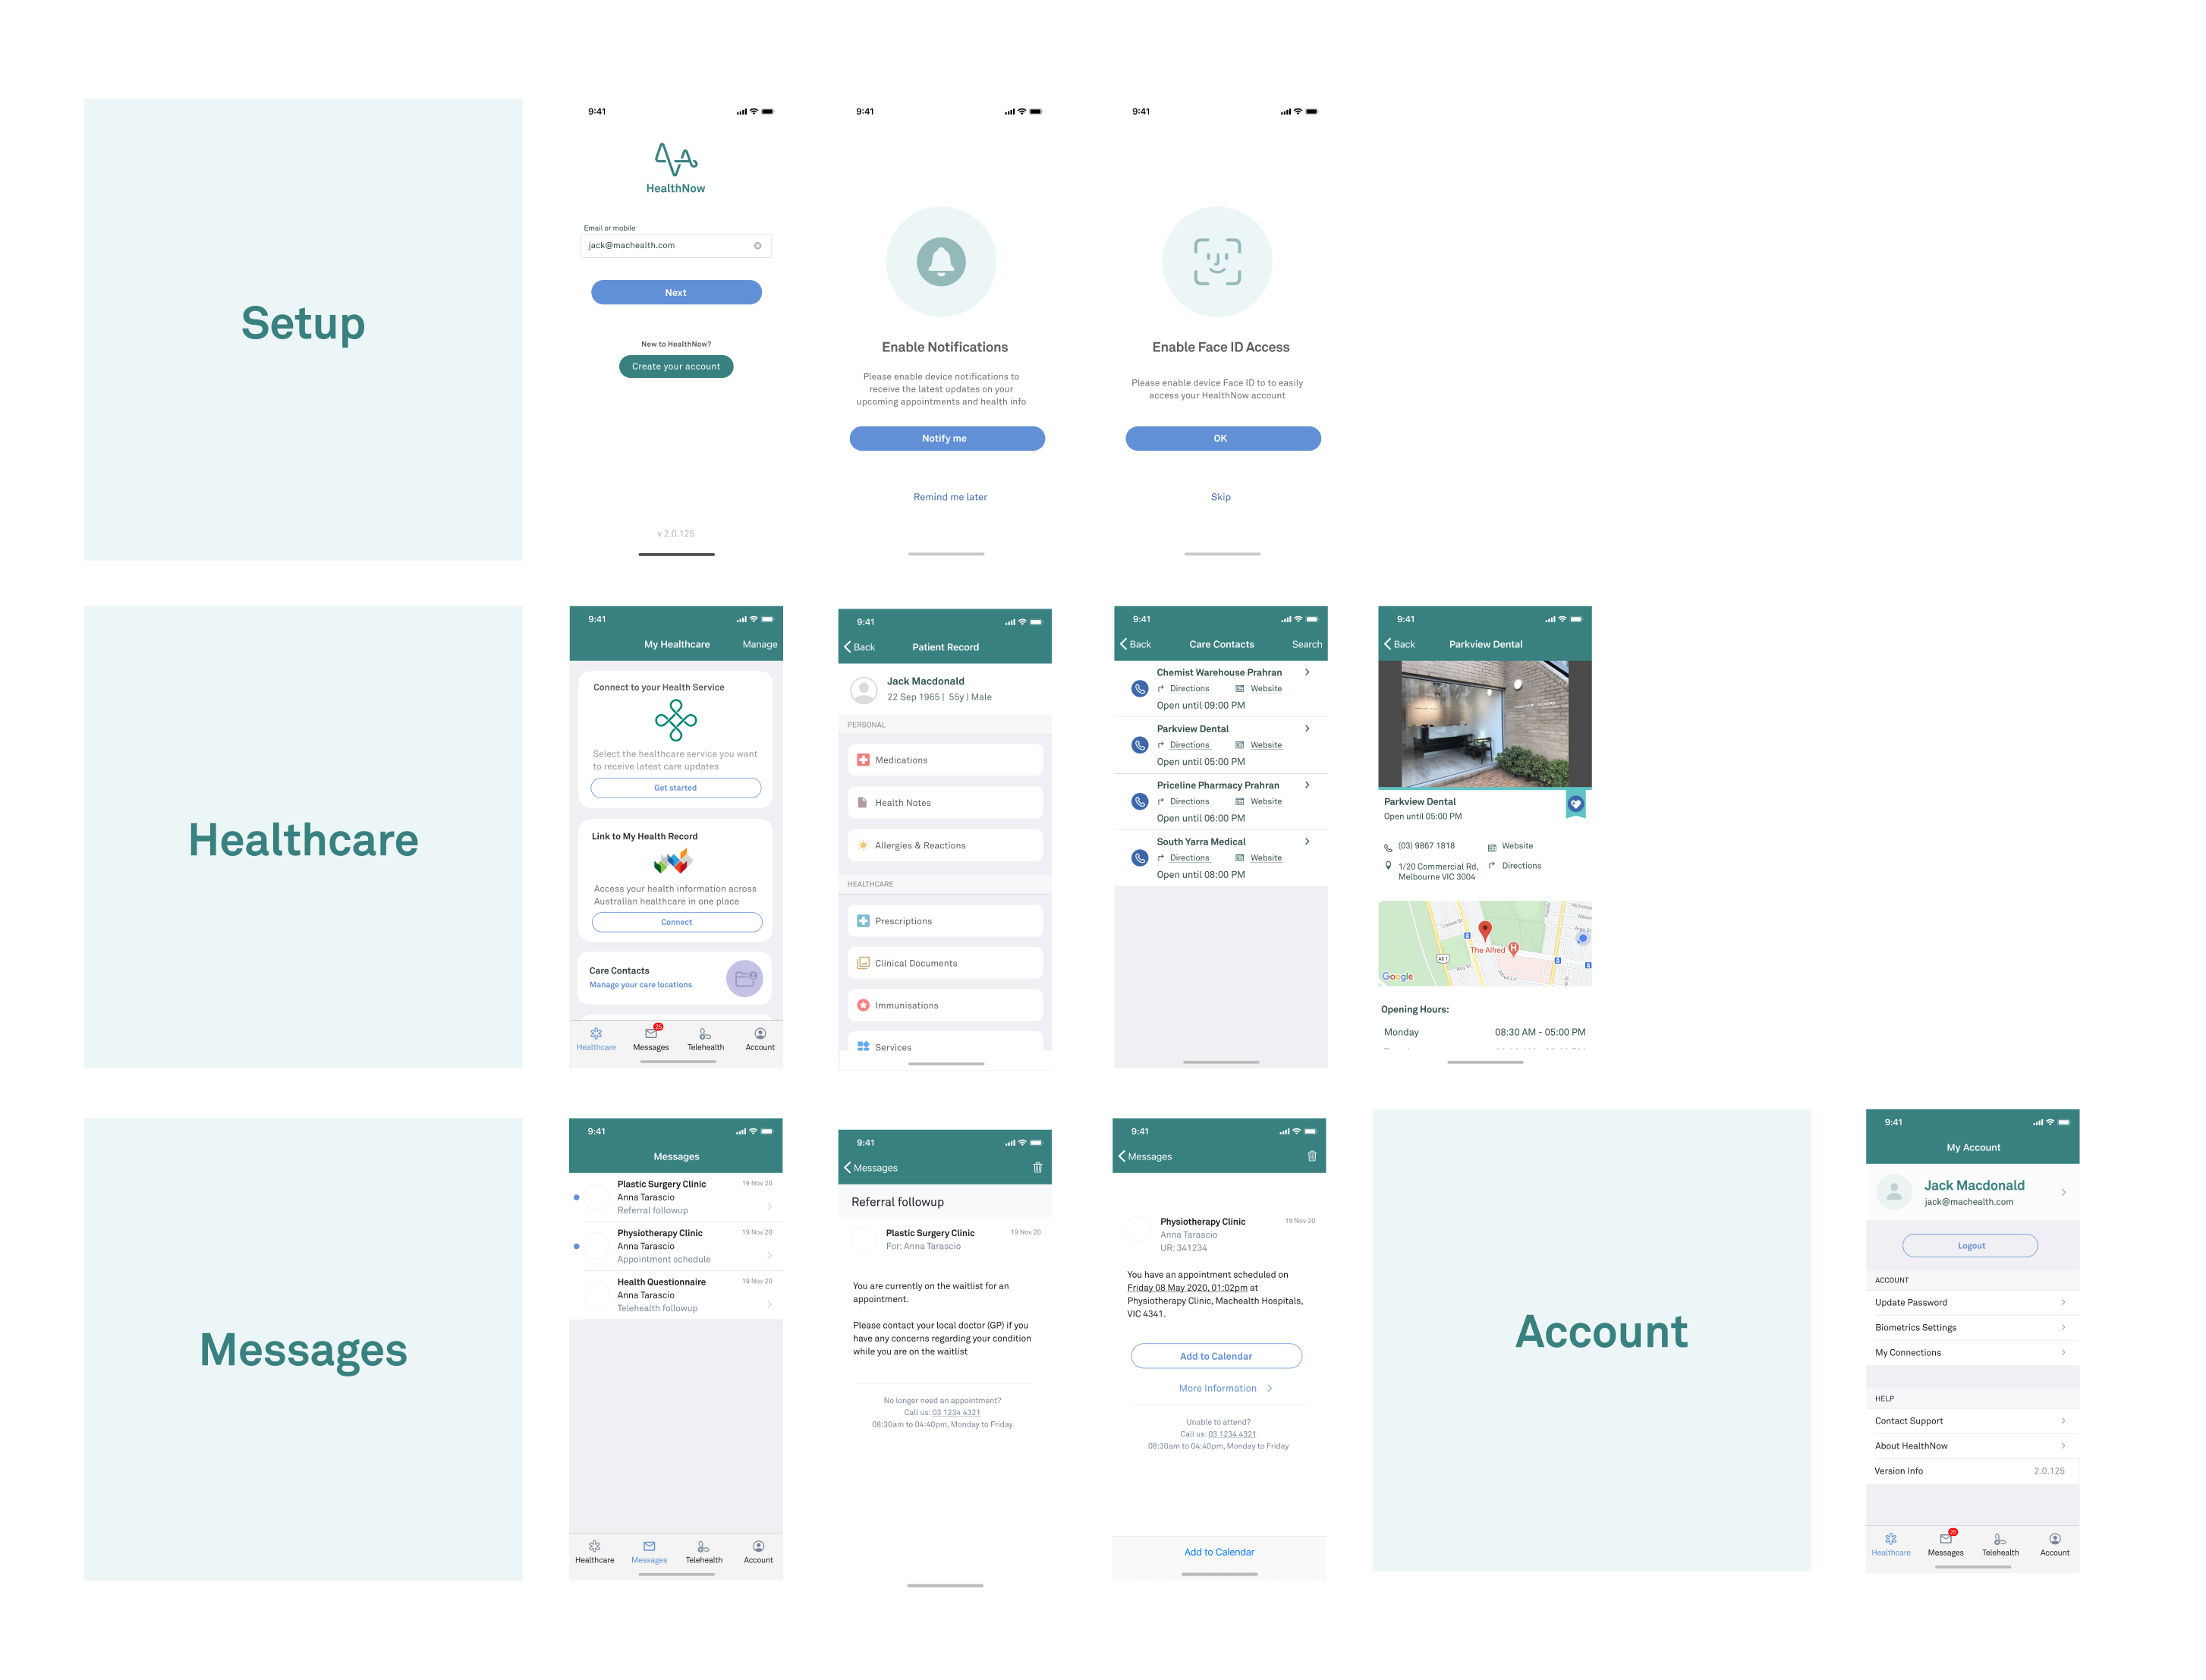 Setup
9:41
HealthNow
Email or mobile
jack@machealth.com
Next
New to HealthNow?
Create your account
v 2.0.125
9:41
Enable Notifications
Please enable device notifications to
receive the latest updates on your
upcoming appointments and health info
Notify me
Remind me later
9:41
Enable Face ID Access
Please enable device Face ID to to easily
access your HealthNow account
OK
Skip
Healthcare
9:41
My Healthcare
Manage
Connect to your Health Service
Select the healthcare service you want
to receive latest care updates
Get started
Link to My Health Record
Access your health information across
Australian healthcare in one place
Connect
Care Contacts
Manage your care locations
25
Healthcare
Messages
Telehealth
Account
9:41
Back
Patient Record
Jack Macdonald
22 Sep 1965 | 55y | Male
PERSONAL
Medications
Health Notes
Allergies & Reactions
HEALTHCARE
Prescriptions
Clinical Documents
Immunisations
Services
9:41
Back
Care Contacts
Search
Chemist Warehouse Prahran
Directions
Website
Open until 09:00 PM
Parkview Dental
Directions
Website
Open until 05:00 PM
Priceline Pharmacy Prahran
Directions
Website
Open until 06:00 PM
South Yarra Medical
Directions
Website
Open until 08:00 PM
9:41
Back
Parkview Dental
Parkview Dental
Open until 05:00 PM
(03) 9867 1818
Website
1/20 Commercial Rd,
Melbourne VIC 3004
Directions
The Alfred
H
Google
Opening Hours:
Monday
08:30 AM - 05:00 PM
Messages
9:41
Messages
Plastic Surgery Clinic
19 Nov 20
Anna Tarascio
Referral followup
Physiotherapy Clinic
19 Nov 20
Anna Tarascio
Appointment schedule
Health Questionnaire
19 Nov 20
Anna Tarascio
Telehealth followup
Healthcare
Messages
Telehealth
Account
9:41
Messages
Referral followup
Plastic Surgery Clinic
19 Nov 20
For: Anna Tarascio
You are currently on the waitlist for an
appointment.
Please contact your local doctor (GP) if you
have any concerns regarding your condition
while you are on the waitlist
No longer need an appointment?
Call us: 03 1234 4321
08:30am to 04:40pm, Monday to Friday
9:41
Messages
Physiotherapy Clinic
19 Nov 20
Anna Tarascio
UR: 341234
You have an appointment scheduled on
Friday 08 May 2020, 01:02pm at
Physiotherapy Clinic, Machealth Hospitals,
VIC 4341.
Add to Calendar
More Information
Unable to attend?
Call us: 03 1234 4321
08:30am to 04:40pm, Monday to Friday
Add to Calendar
Account
9:41
My Account
Jack Macdonald
jack@machealth.com
Logout
ACCOUNT
Update Password
Biometrics Settings
My Connections
HELP
Contact Support
About HealthNow
Version Info
2.0.125
25
Healthcare
Messages
Telehealth
Account